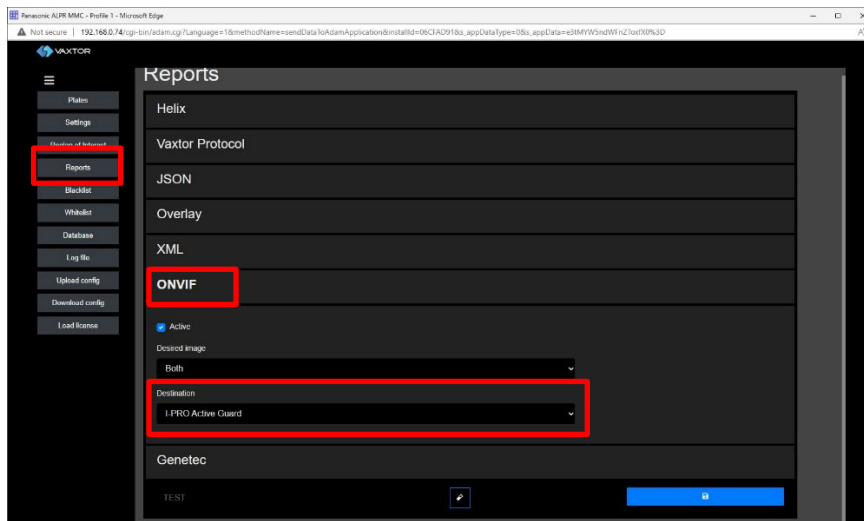 Panasonic ALPR MMC - Profile 1 - Microsoft Edge
Not secure | 192.168.0.74/cgi-bin/adam.cgi?Language=1&methodName=sendDataToAdamApplication&installId=06CFAD91&s_appDataType=0&s_appData=
VAXTOR
Reports
Plates
Settings
Region of Interest
Reports
Blacklist
Whitelist
Database
Log file
Upload config
Download config
Load license
Helix
Vaxtor Protocol
JSON
Overlay
XML
ONVIF
Active
Desired image
Both
Destination
I-PRO Active Guard
Genetec
TEST